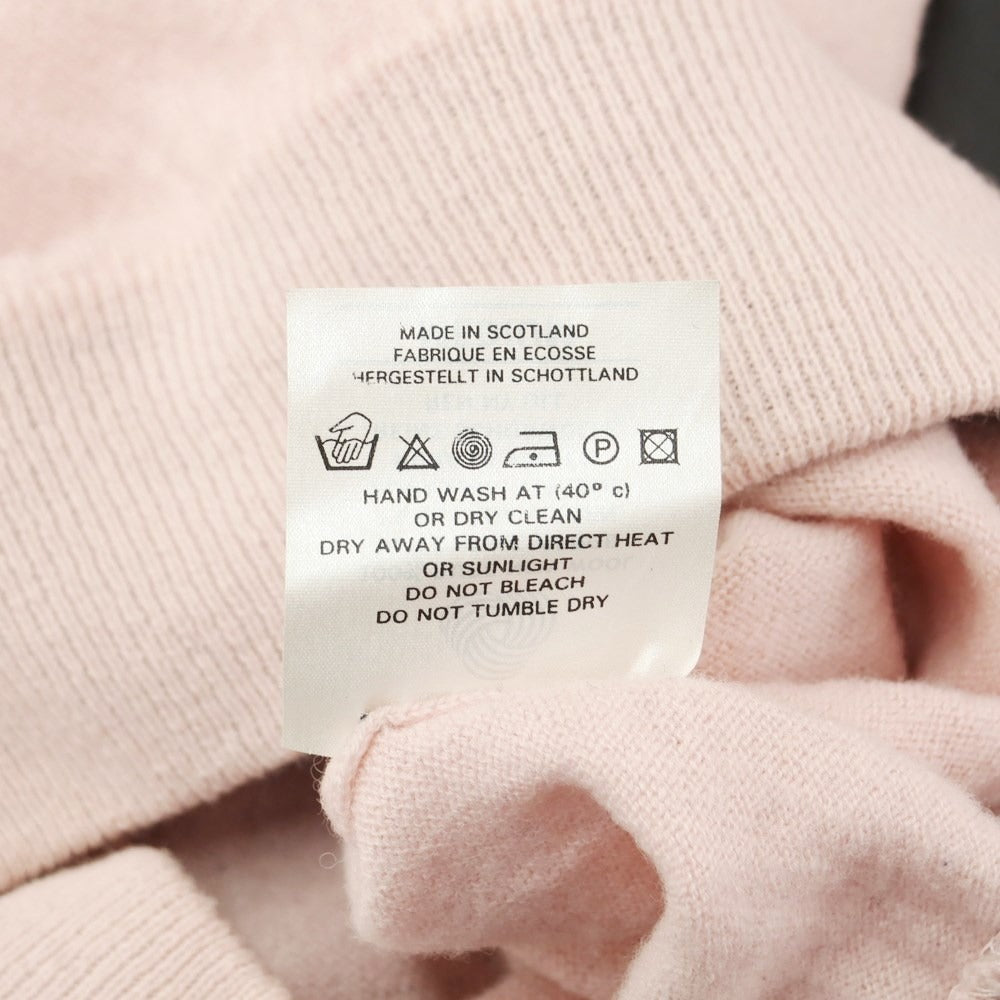 MADE IN SCOTLAND
FABRIQUE EN ECOSSE
HERGESTELLT IN SCHOTTLAND
P
HAND WASH AT (40º c)
OR DRY CLEAN
DRY AWAY FROM DIRECT HEAT
OR SUNLIGHT
DO NOT BLEACH
DO NOT TUMBLE DRY